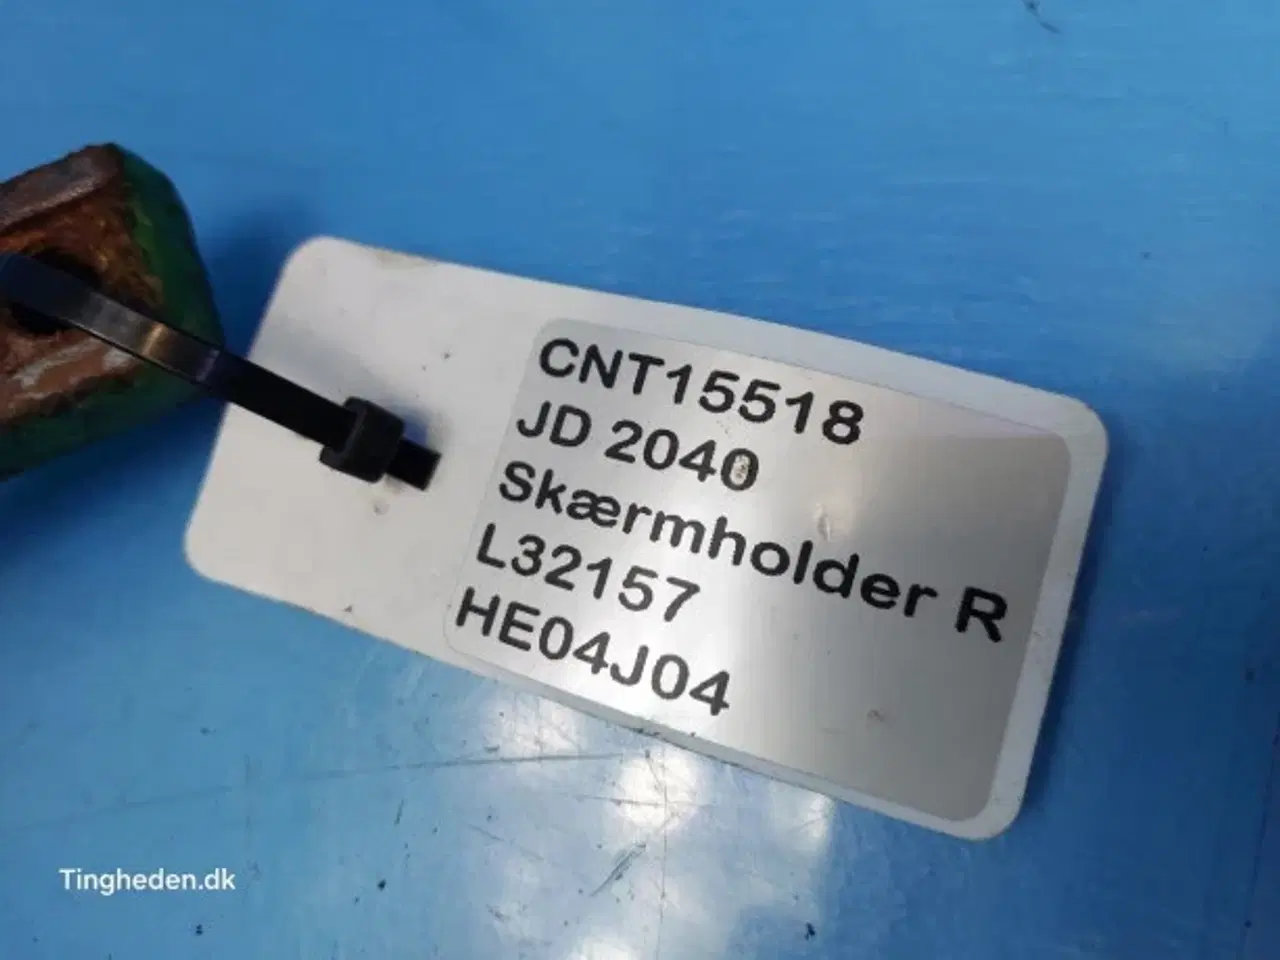 CNT15518
JD 2040
Skærmholder R
L32157
HE04J04
Tingheden.dk